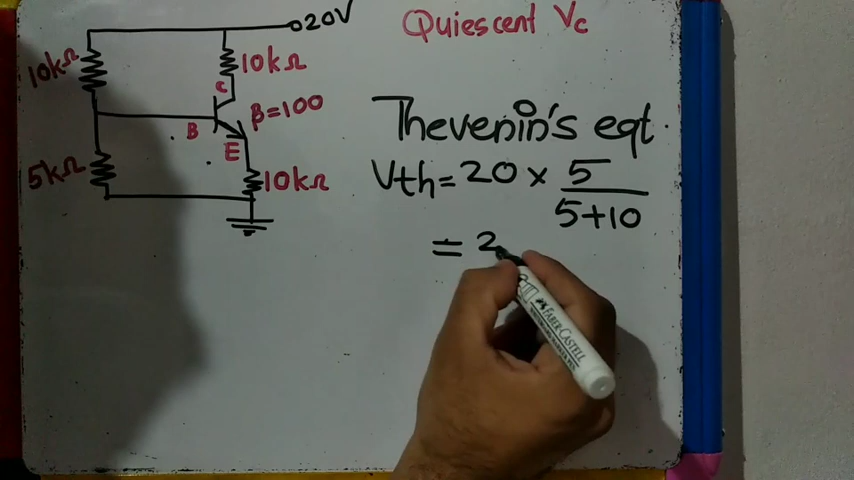 Quiescent Vc
20V
10kΩ
10kΩ
C
β=100
B
E
5kΩ
10kΩ
Thevenin's eqt.
Vth= 20 × 5
5+10
= 2
FABER-CASTELL